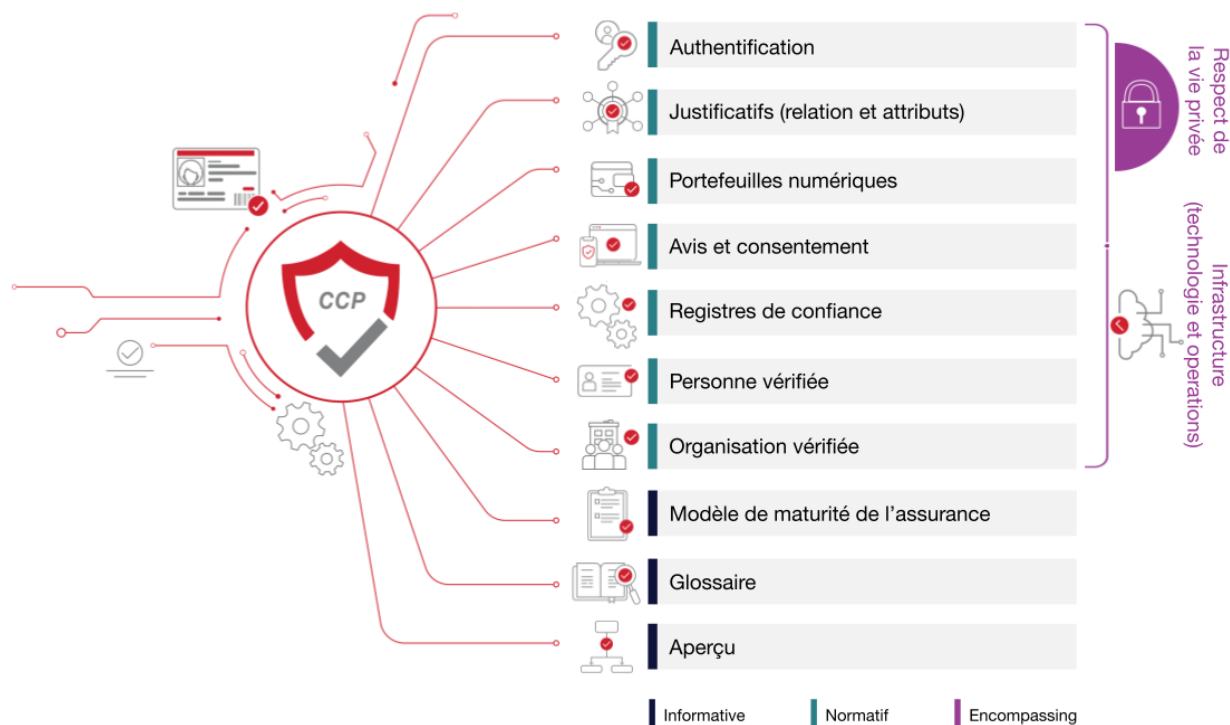 CCP
Authentification
Justificatifs (relation et attributs)
Portefeuilles numériques
Avis et consentement
Registres de confiance
Personne vérifiée
Organisation vérifiée
Modèle de maturité de l’assurance
Glossaire
Aperçu
Respect de
la vie privée
Infrastructure
(technologie et operations)
Informative
Normatif
Encompassing